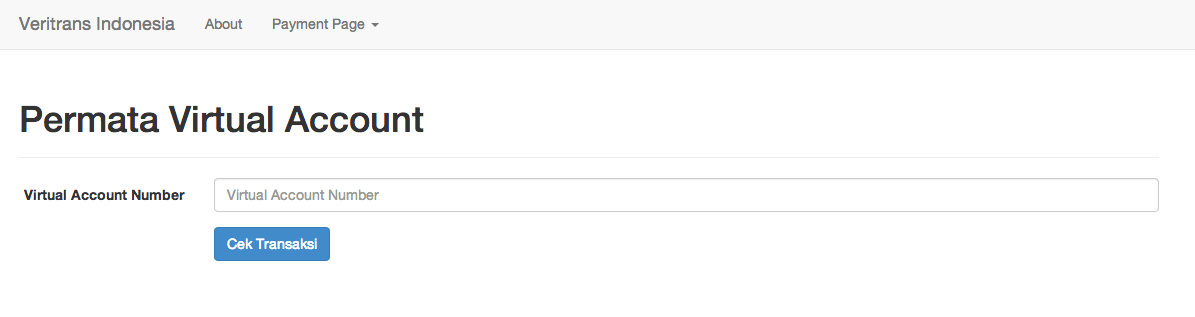 Veritrans Indonesia About Payment Page
Permata Virtual Account
Virtual Account Number Virtual Account Number
Cek Transaksi